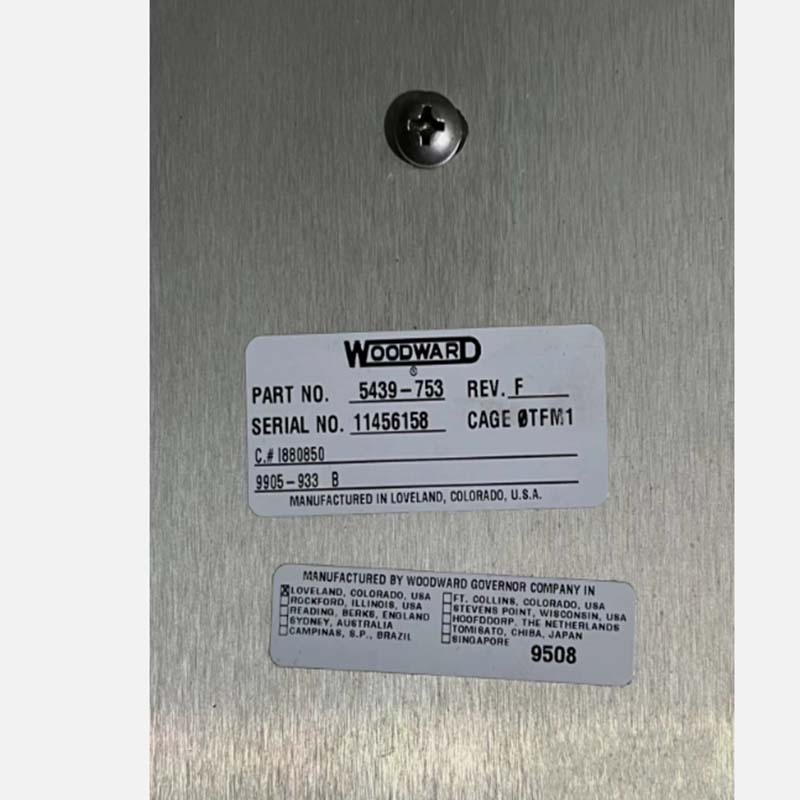 WOODWARD
®
PART NO. 5439-753 REV. F
SERIAL NO. 11456158 CAGE ØTFM1
C.# I880850
9905-933 B
MANUFACTURED IN LOVELAND, COLORADO, U.S.A.
MANUFACTURED BY WOODWARD GOVERNOR COMPANY IN
LOVELAND, COLORADO, USA
ROCKFORD, ILLINOIS, USA
READING, BERKS, ENGLAND
SYDNEY, AUSTRALIA
CAMPINAS, S.P., BRAZIL
FT. COLLINS, COLORADO, USA
STEVENS POINT, WISCONSIN, USA
HOOFDDORP, THE NETHERLANDS
TOMISATO, CHIBA, JAPAN
SINGAPORE
9508